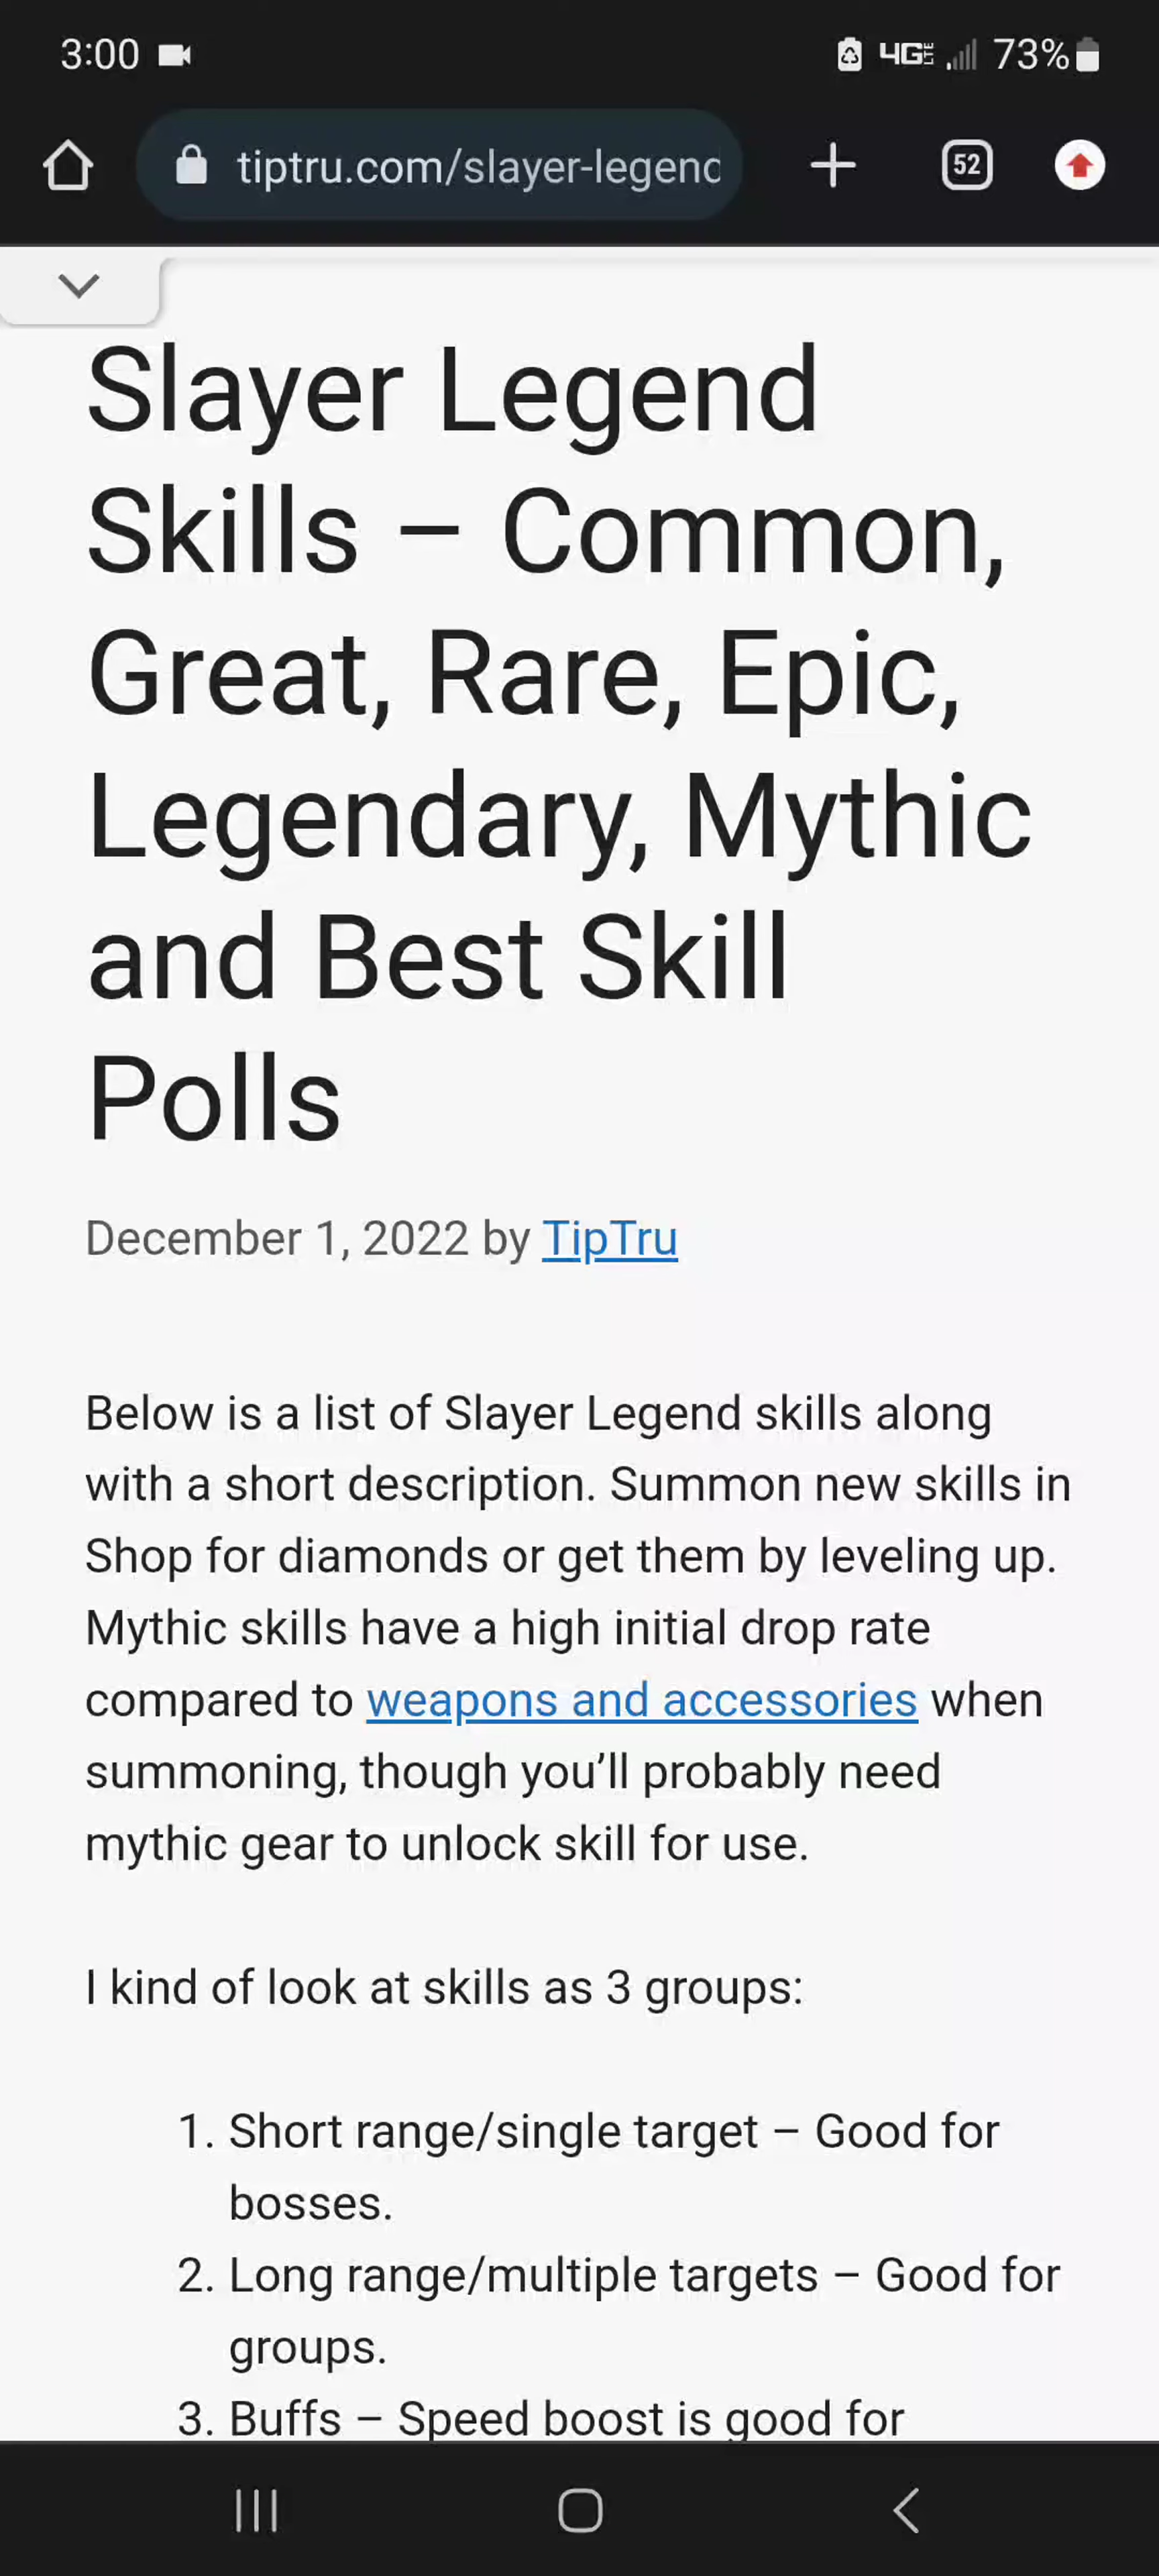 3:00
4G LTE 73%
tiptru.com/slayer-legend
52
Slayer Legend
Skills – Common,
Great, Rare, Epic,
Legendary, Mythic
and Best Skill
Polls
December 1, 2022 by TipTru
Below is a list of Slayer Legend skills along
with a short description. Summon new skills in
Shop for diamonds or get them by leveling up.
Mythic skills have a high initial drop rate
compared to weapons and accessories when
summoning, though you’ll probably need
mythic gear to unlock skill for use.
I kind of look at skills as 3 groups:
1. Short range/single target – Good for
bosses.
2. Long range/multiple targets – Good for
groups.
3. Buffs – Speed boost is good for